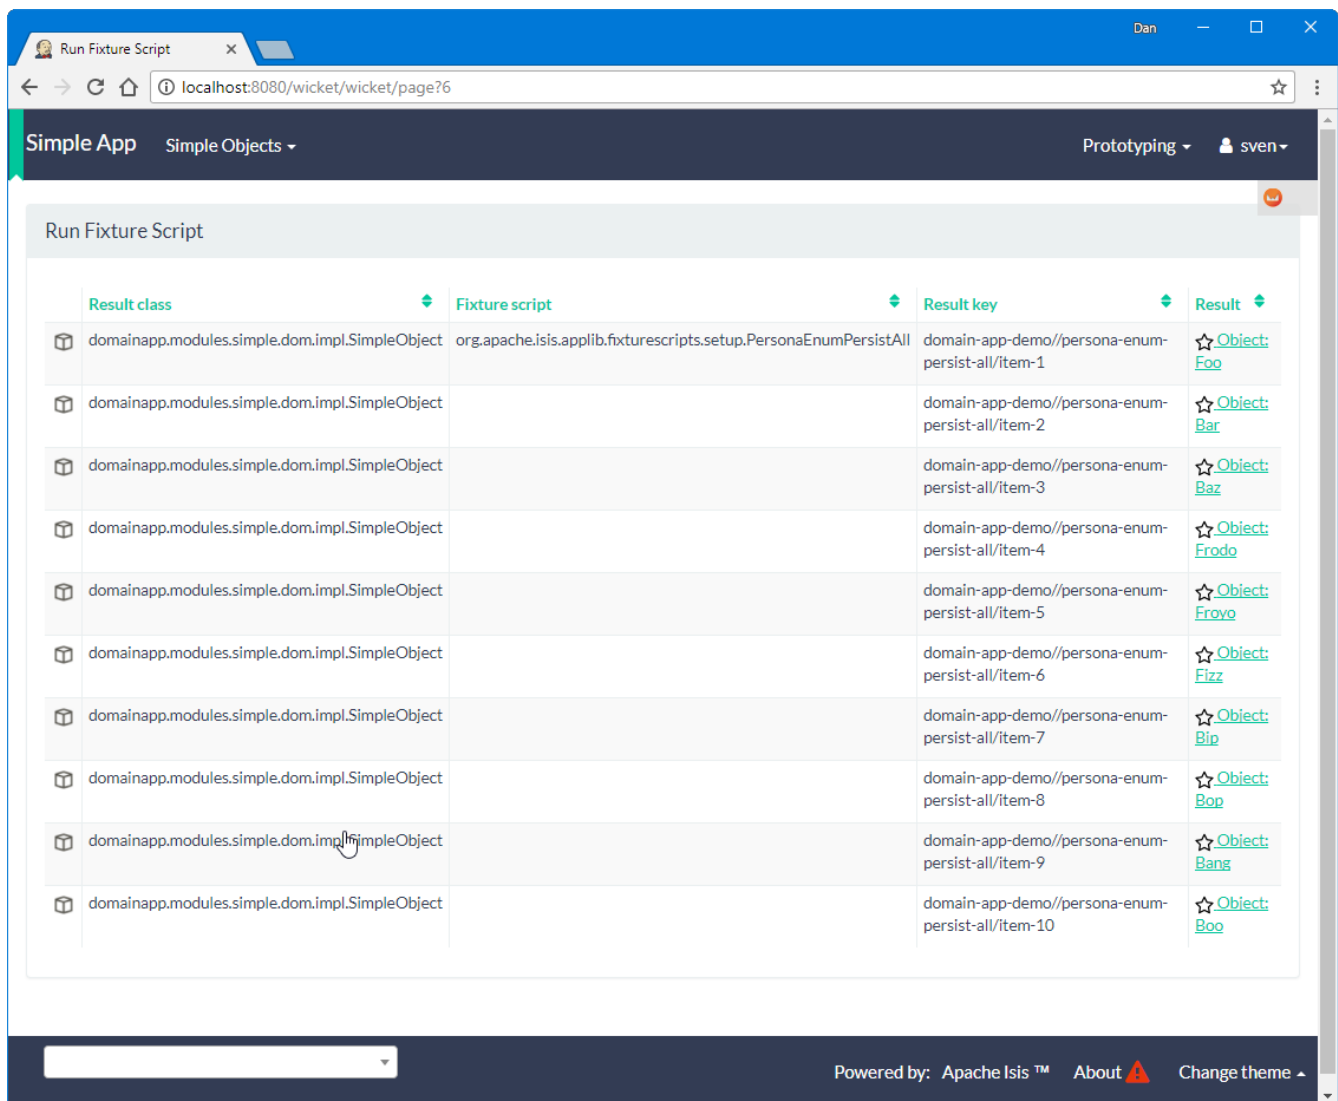 Dan
Run Fixture Script
localhost:8080/wicket/wicket/page?6
Simple App Simple Objects Prototyping sven
Run Fixture Script
Result class Fixture script Result key Result
domainapp.modules.simple.dom.impl.SimpleObject org.apache.isis.applib.fixturescripts.setup.PersonaEnumPersistAll domain-app-demo//persona-enum- Object:
persist-all/item-1 Foo
domainapp.modules.simple.dom.impl.SimpleObject domain-app-demo//persona-enum- Object:
persist-all/item-2 Bar
domainapp.modules.simple.dom.impl.SimpleObject domain-app-demo//persona-enum- Object:
persist-all/item-3 Baz
domainapp.modules.simple.dom.impl.SimpleObject domain-app-demo//persona-enum- Object:
persist-all/item-4 Frodo
domainapp.modules.simple.dom.impl.SimpleObject domain-app-demo//persona-enum- Object:
persist-all/item-5 Froyo
domainapp.modules.simple.dom.impl.SimpleObject domain-app-demo//persona-enum- Object:
persist-all/item-6 Fizz
domainapp.modules.simple.dom.impl.SimpleObject domain-app-demo//persona-enum- Object:
persist-all/item-7 Bip
domainapp.modules.simple.dom.impl.SimpleObject domain-app-demo//persona-enum- Object:
persist-all/item-8 Bop
domainapp.modules.simple.dom.impl.SimpleObject domain-app-demo//persona-enum- Object:
persist-all/item-9 Bang
domainapp.modules.simple.dom.impl.SimpleObject domain-app-demo//persona-enum- Object:
persist-all/item-10 Boo
Powered by: Apache Isis ™ About Change theme